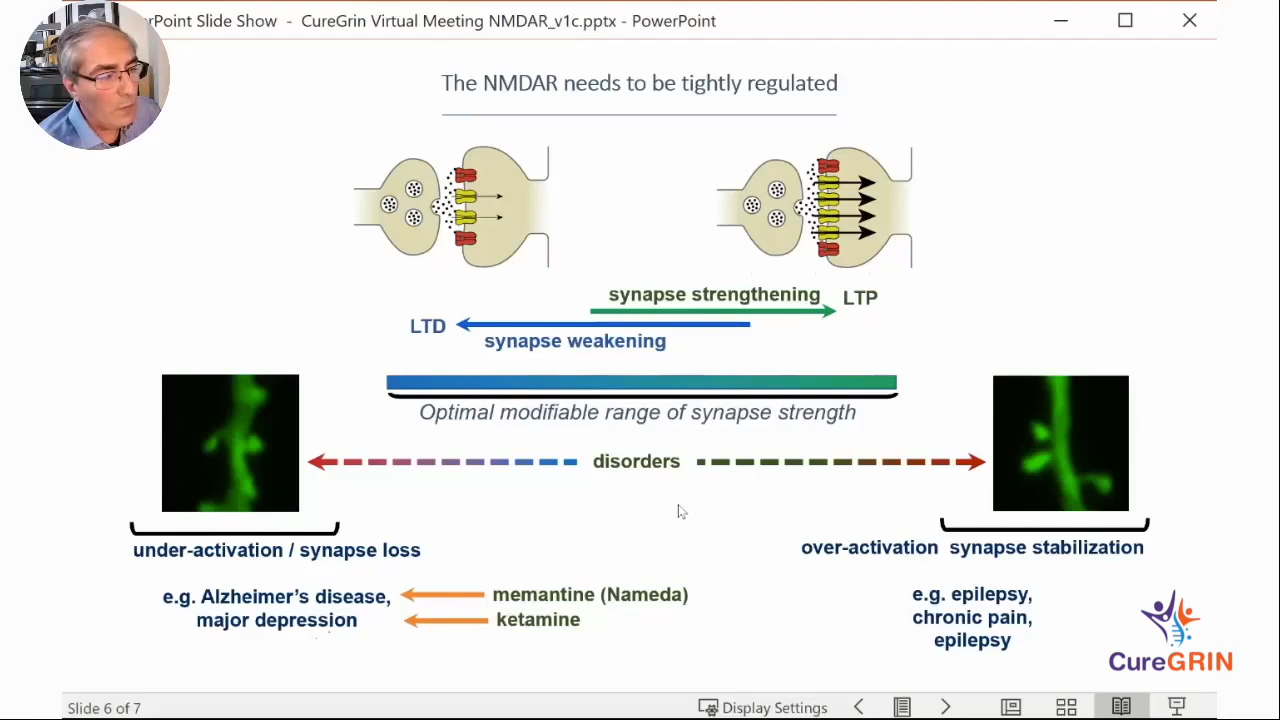 Point Slide Show - CureGrin Virtual Meeting NMDAR_v1c.pptx - PowerPoint
The NMDAR needs to be tightly regulated
synapse strengthening LTP
LTD
synapse weakening
Optimal modifiable range of synapse strength
disorders
under-activation / synapse loss
over-activation synapse stabilization
e.g. Alzheimer's disease,
major depression
memantine (Nameda)
ketamine
e.g. epilepsy,
chronic pain,
epilepsy
CureGRIN
Slide 6 of 7
Display Settings